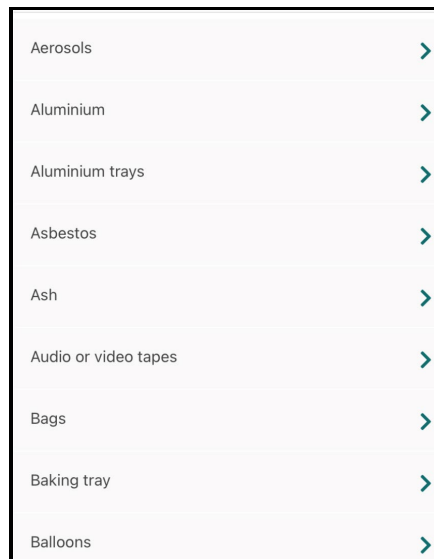 Aerosols
Aluminium
Aluminium trays
Asbestos
Ash
Audio or video tapes
Bags
Baking tray
Balloons